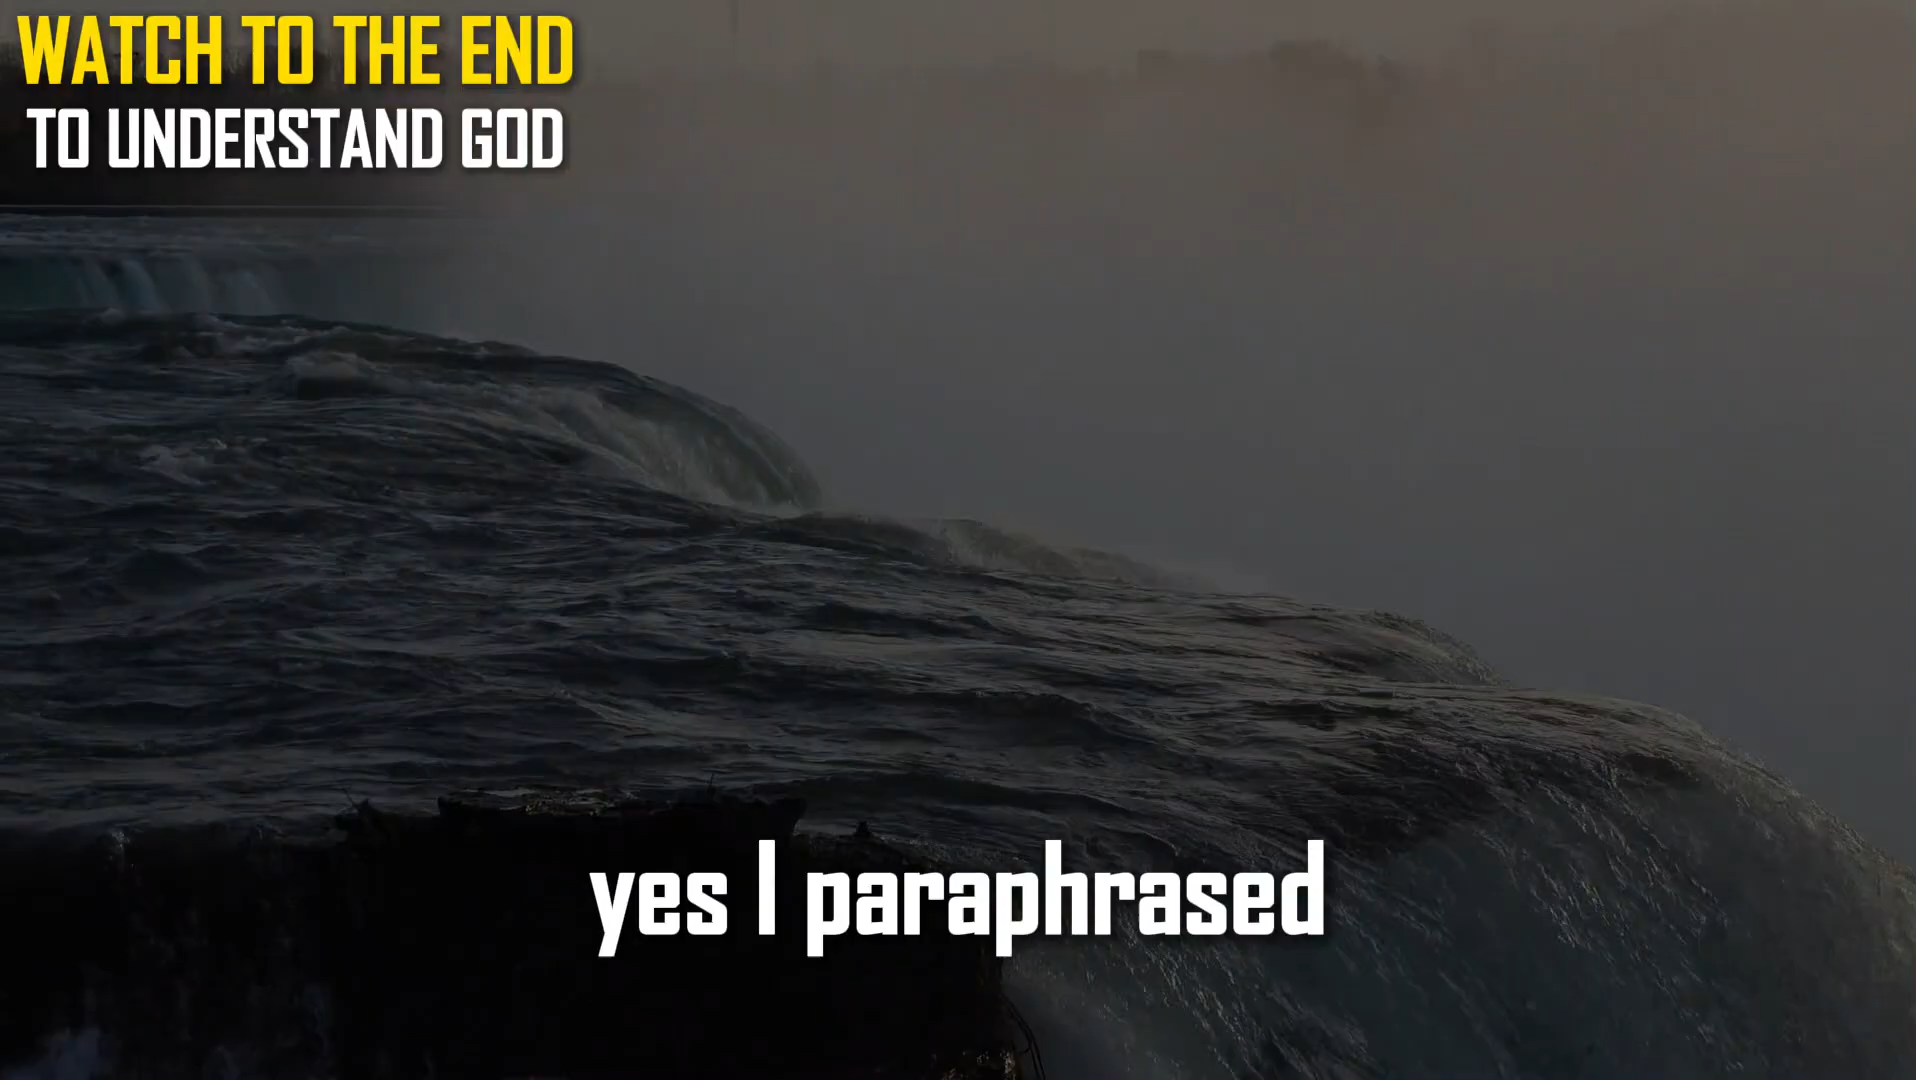 WATCH TO THE END
TO UNDERSTAND GOD
yes I paraphrased